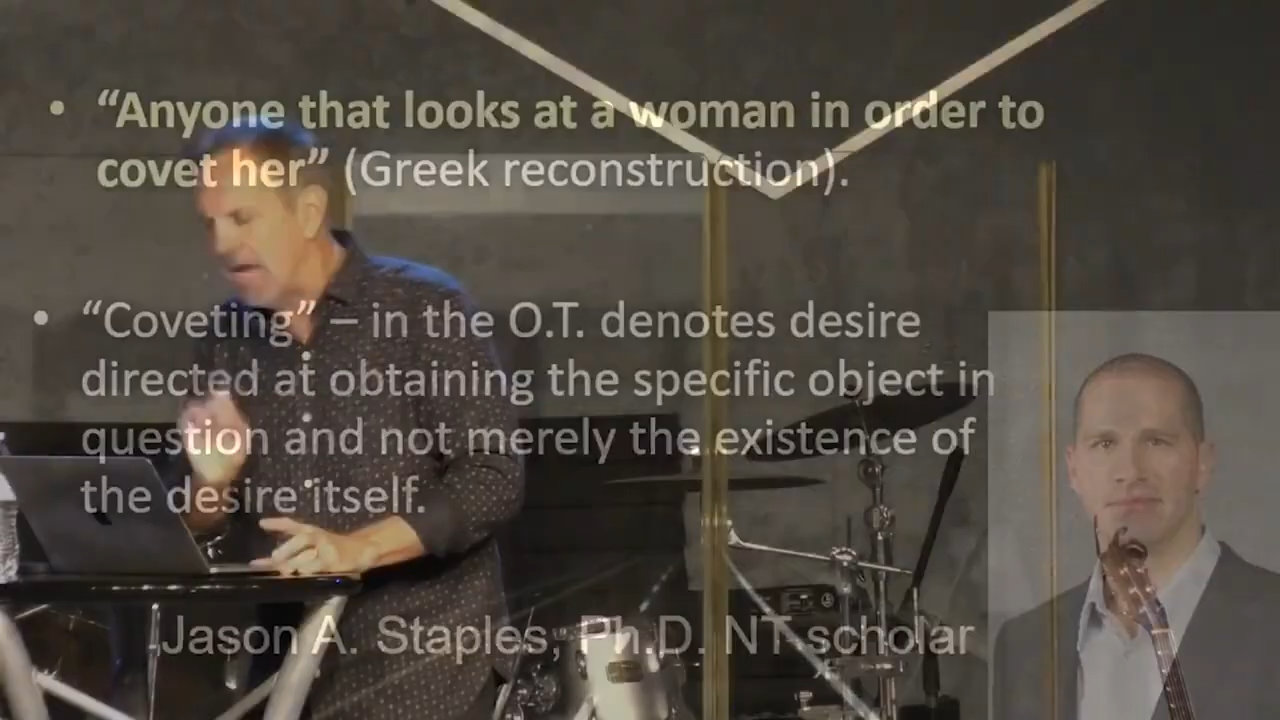 • “Anyone that looks at a woman in order to
covet her” (Greek reconstruction).
• “Coveting” – in the O.T. denotes desire
directed at obtaining the specific object in
question and not merely the existence of
the desire itself.
Jason A. Staples, Ph.D. NT scholar